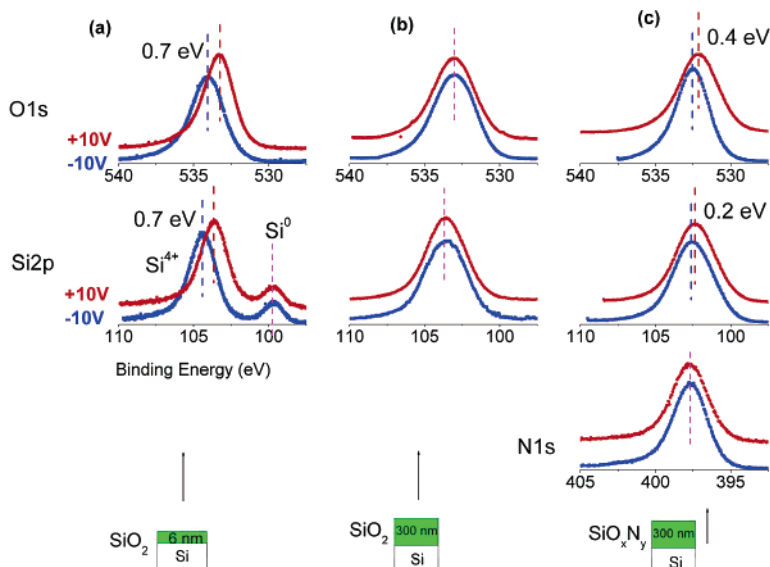 (a) (b) (c)
0.7 eV 0.4 eV
O1s
+10V
-10V
540 535 530 540 535 530 540 535 530
0.7 eV Si⁰ 0.2 eV
Si⁴⁺
Si2p
+10V
-10V
110 105 100 110 105 100 110 105 100
Binding Energy (eV)
N1s
405 400 395
SiO₂ 6 nm SiO₂ 300 nm SiOₓNᵧ 300 nm
Si Si Si